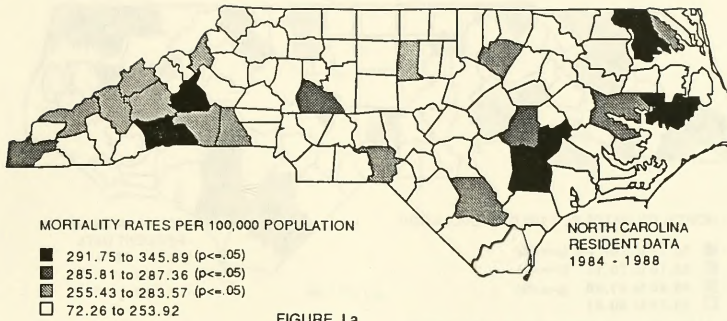 MORTALITY RATES PER 100,000 POPULATION
291.75 to 345.89 (p<=.05)
285.81 to 287.36 (p<=.05)
255.43 to 283.57 (p<=.05)
72.26 to 253.92
NORTH CAROLINA
RESIDENT DATA
1984 - 1988
FIGURE I.a